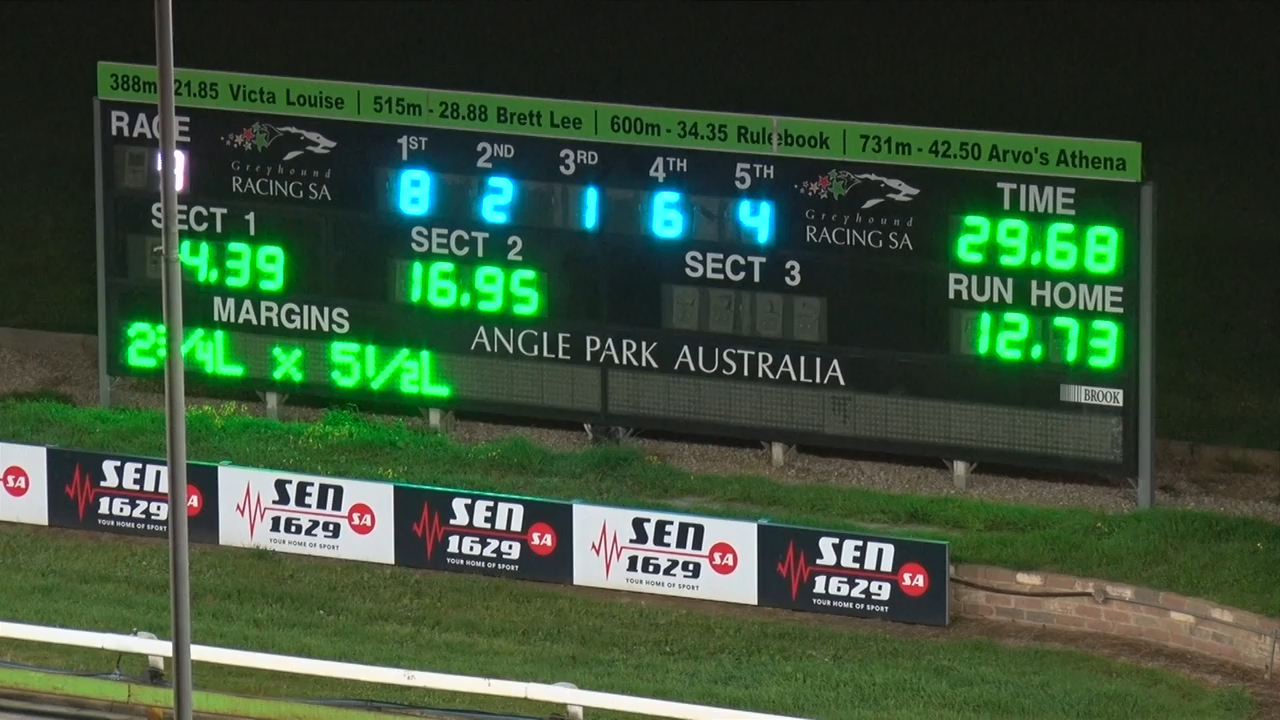 388m 21.85 Victa Louise | 515m - 28.88 Brett Lee | 600m - 34.35 Rulebook | 731m - 42.50 Arvo's Athena
RACE
Greyhound
RACING SA
1ST 2ND 3RD 4TH 5TH
8 2 1 6 4
Greyhound
RACING SA
TIME
29.68
SECT 1
4.39
SECT 2
16.95
SECT 3
RUN HOME
12.73
MARGINS
2 3/4L x 5 1/2L
ANGLE PARK AUSTRALIA
BROOK
SA
SEN
1629
SA
YOUR HOME OF SPORT
SEN
1629
SA
YOUR HOME OF SPORT
SEN
1629
SA
YOUR HOME OF SPORT
SEN
1629
SA
YOUR HOME OF SPORT
SEN
1629
SA
YOUR HOME OF SPORT